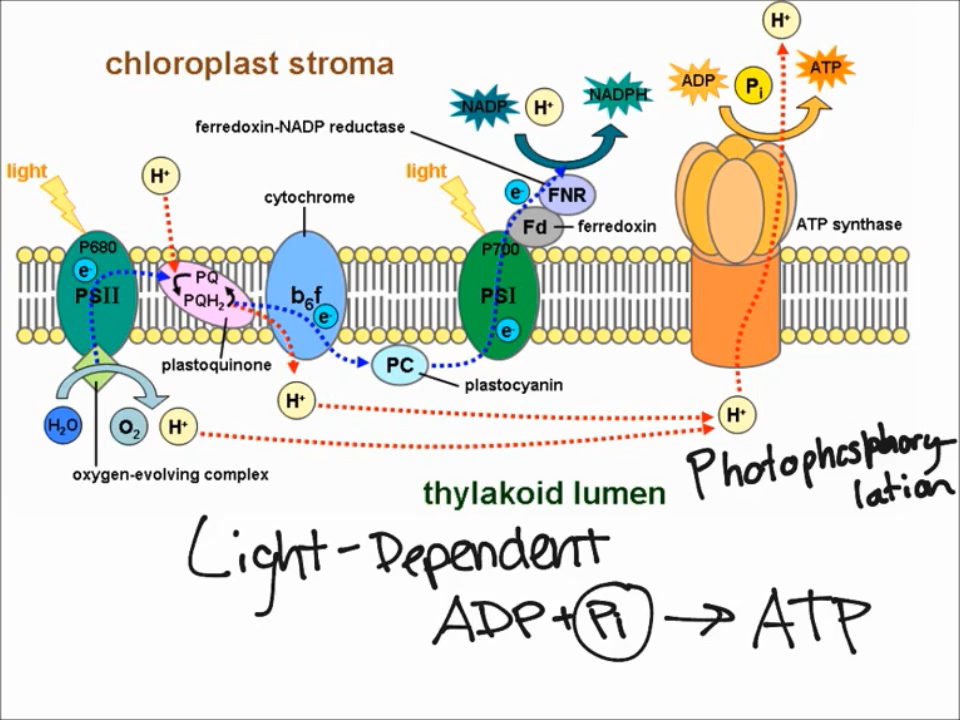 H⁺
chloroplast stroma
ADP
Pi
ATP
NADP
H⁺
NADPH
ferredoxin-NADP reductase
light
H⁺
light
cytochrome
e⁻
FNR
Fd
ferredoxin
ATP synthase
P680
P700
e⁻
PQ
PSII
PQH₂
b₆f
e⁻
PSI
e⁻
plastoquinone
PC
plastocyanin
H⁺
H⁺
H₂O
O₂
H⁺
oxygen-evolving complex
thylakoid lumen
Photophosphory-
lation
Light-Dependent
ADP + Pi → ATP